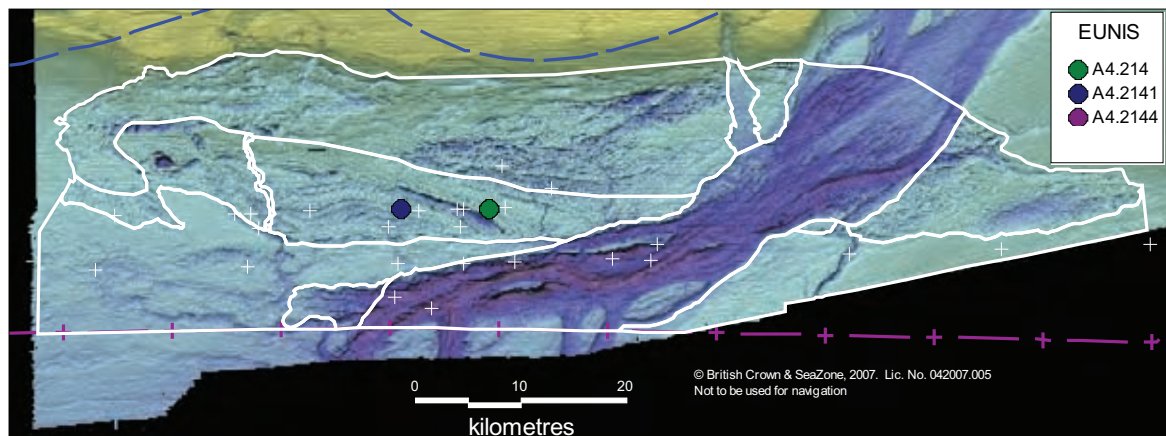 EUNIS
A4.214
A4.2141
A4.2144
© British Crown & SeaZone, 2007. Lic. No. 042007.005
Not to be used for navigation
0 10 20
kilometres